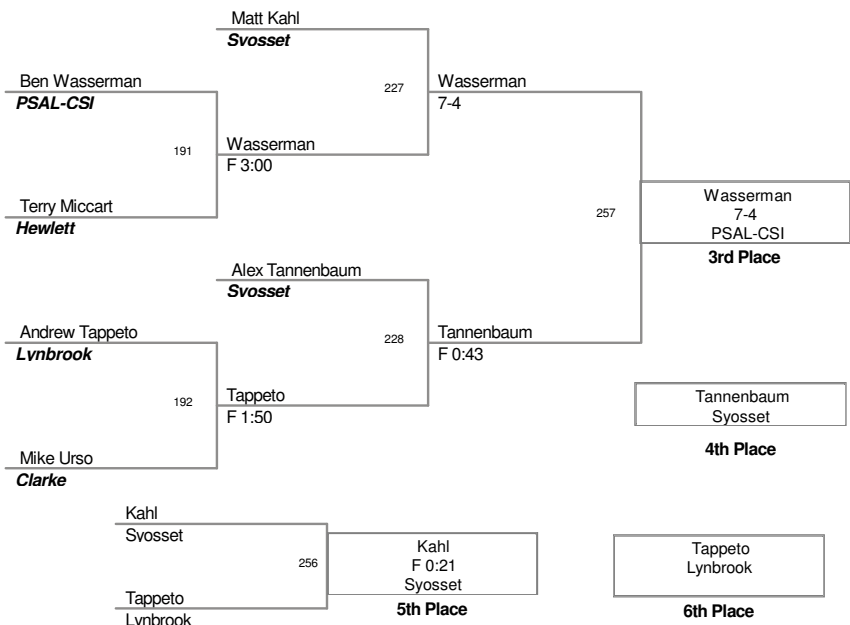 Matt Kahl
Svosset
Ben Wasserman
PSAL-CSI
227
Wasserman
7-4
191
Wasserman
F 3:00
Terry Miccart
Hewlett
257
Wasserman
7-4
PSAL-CSI
3rd Place
Alex Tannenbaum
Svosset
Andrew Tappeto
Lvnbrook
228
Tannenbaum
F 0:43
192
Tappeto
F 1:50
Tannenbaum
Syosset
4th Place
Mike Urso
Clarke
Kahl
Svosset
256
Kahl
F 0:21
Syosset
5th Place
Tappeto
Lynbrook
6th Place
Tappeto
Lvnbrook